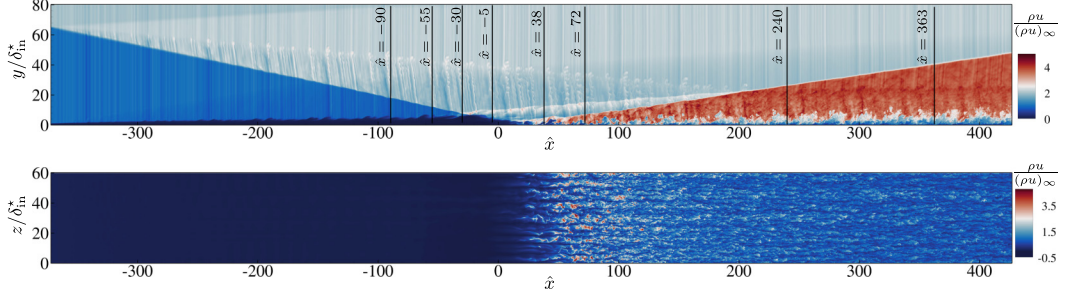 80
60
40
20
0
y/δ*in
x̂ = −90
x̂ = −55
x̂ = −30
x̂ = −5
x̂ = 38
x̂ = 72
x̂ = 240
x̂ = 363
-300 -200 -100 0 100 200 300 400
x̂
ρu
(ρu)∞
4
2
0
60
40
20
0
z/δ*in
-300 -200 -100 0 100 200 300 400
x̂
ρu
(ρu)∞
3.5
1.5
-0.5